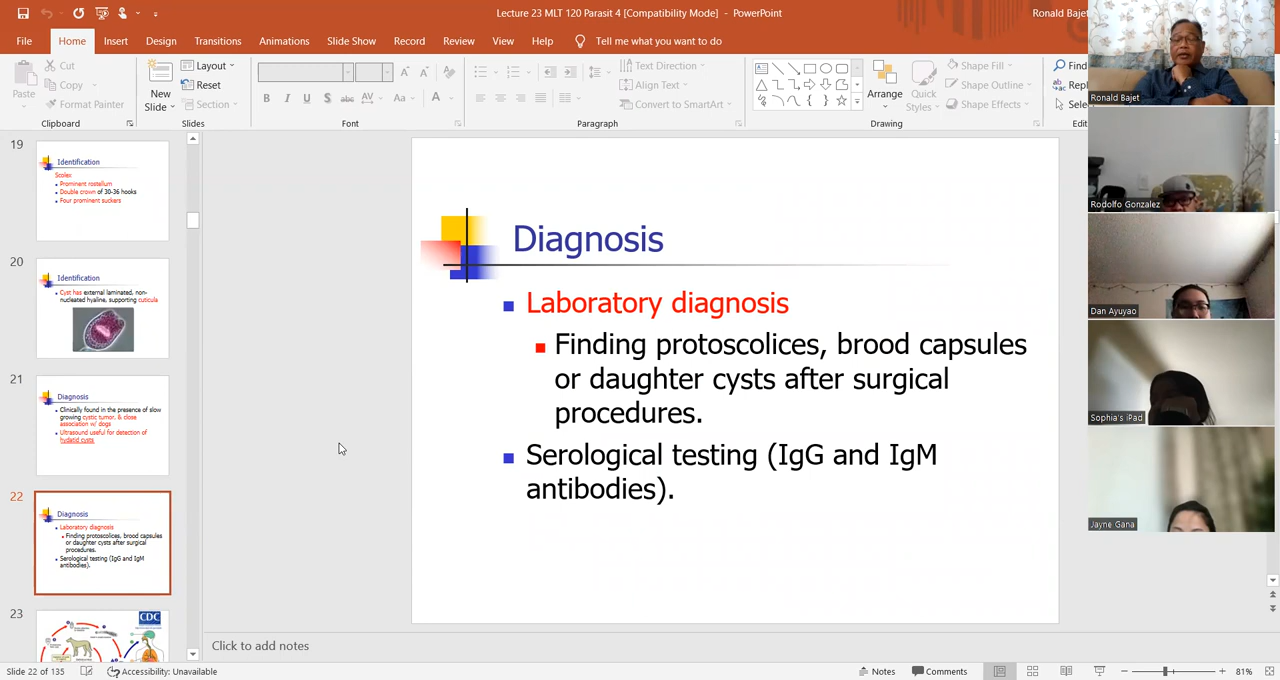 Lecture 23 MLT 120 Parasit 4 [Compatibility Mode] - PowerPoint
Ronald Bajet
File Home Insert Design Transitions Animations Slide Show Record Review View Help Tell me what you want to do
Paste
Cut
Copy
Format Painter
Clipboard
New Slide
Layout
Reset
Section
Slides
Font
Text Direction
Align Text
Convert to SmartArt
Paragraph
Arrange
Quick Styles
Shape Fill
Shape Outline
Shape Effects
Drawing
Find
Repl
Sele
Edit
19
Identification
Scolex
Prominent rostellum
Double crown of 30-36 hooks
Four prominent suckers
20
Identification
Cyst has external laminated, non-
nucleated hyaline, supporting cuticula
21
Diagnosis
Clinically found in the presence of slow
growing cystic tumor, & close
association w/ dogs
Ultrasound useful for detection of
hydatid cysts
22
Diagnosis
Laboratory diagnosis
Finding protoscolices, brood capsules
or daughter cysts after surgical
procedures.
Serological testing (IgG and IgM
antibodies).
23
CDC
Diagnosis
Laboratory diagnosis
Finding protoscolices, brood capsules
or daughter cysts after surgical
procedures.
Serological testing (IgG and IgM
antibodies).
Click to add notes
Ronald Bajet
Rodolfo Gonzalez
Dan Ayuyao
Sophia's iPad
Jayne Gana
Slide 22 of 135
Accessibility: Unavailable
Notes
Comments
81%